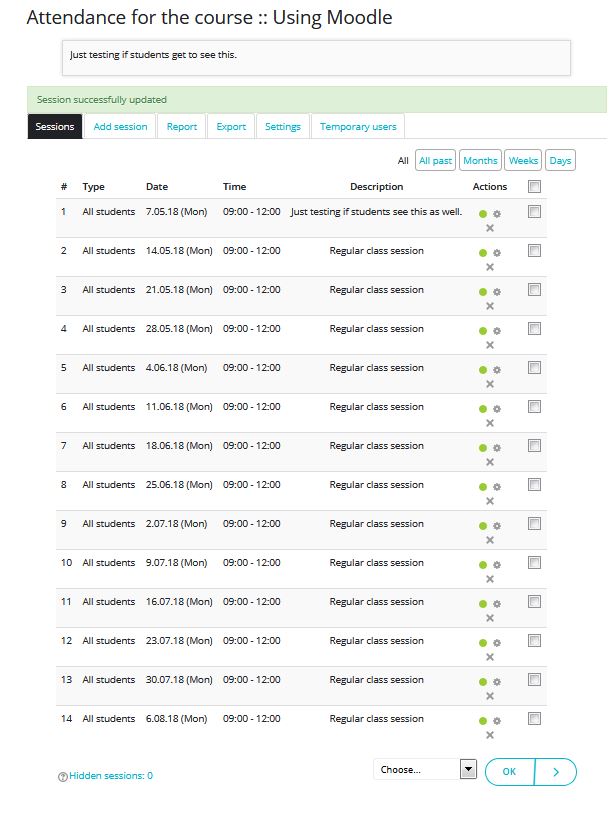 Attendance for the course :: Using Moodle
Just testing if students get to see this.
Session successfully updated
Sessions Add session Report Export Settings Temporary users
All All past Months Weeks Days
# Type Date Time Description Actions
1 All students 7.05.18 (Mon) 09:00 - 12:00 Just testing if students see this as well.
2 All students 14.05.18 (Mon) 09:00 - 12:00 Regular class session
3 All students 21.05.18 (Mon) 09:00 - 12:00 Regular class session
4 All students 28.05.18 (Mon) 09:00 - 12:00 Regular class session
5 All students 4.06.18 (Mon) 09:00 - 12:00 Regular class session
6 All students 11.06.18 (Mon) 09:00 - 12:00 Regular class session
7 All students 18.06.18 (Mon) 09:00 - 12:00 Regular class session
8 All students 25.06.18 (Mon) 09:00 - 12:00 Regular class session
9 All students 2.07.18 (Mon) 09:00 - 12:00 Regular class session
10 All students 9.07.18 (Mon) 09:00 - 12:00 Regular class session
11 All students 16.07.18 (Mon) 09:00 - 12:00 Regular class session
12 All students 23.07.18 (Mon) 09:00 - 12:00 Regular class session
13 All students 30.07.18 (Mon) 09:00 - 12:00 Regular class session
14 All students 6.08.18 (Mon) 09:00 - 12:00 Regular class session
Hidden sessions: 0 Choose... OK >